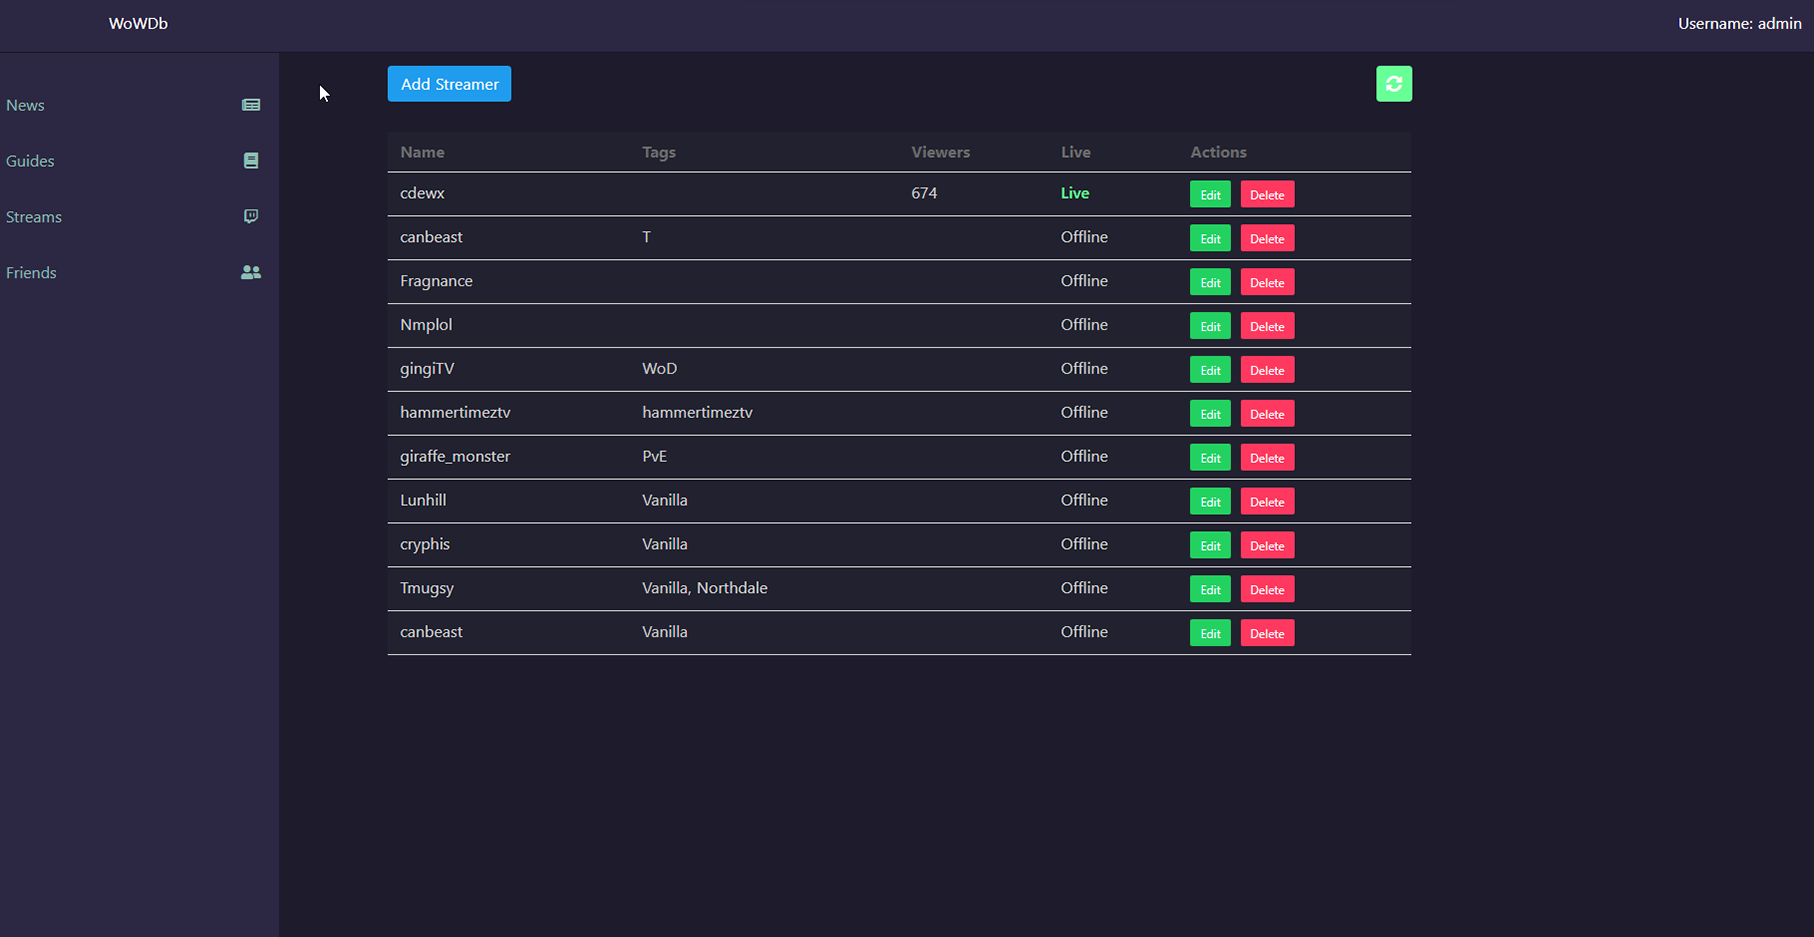 WoWDb
Username: admin
News
Guides
Streams
Friends
Add Streamer
Name Tags Viewers Live Actions
cdewx 674 Live Edit Delete
canbeast T Offline Edit Delete
Fragnance Offline Edit Delete
Nmplol Offline Edit Delete
gingiTV WoD Offline Edit Delete
hammertimeztv hammertimeztv Offline Edit Delete
giraffe_monster PvE Offline Edit Delete
Lunhill Vanilla Offline Edit Delete
cryphis Vanilla Offline Edit Delete
Tmugsy Vanilla, Northdale Offline Edit Delete
canbeast Vanilla Offline Edit Delete